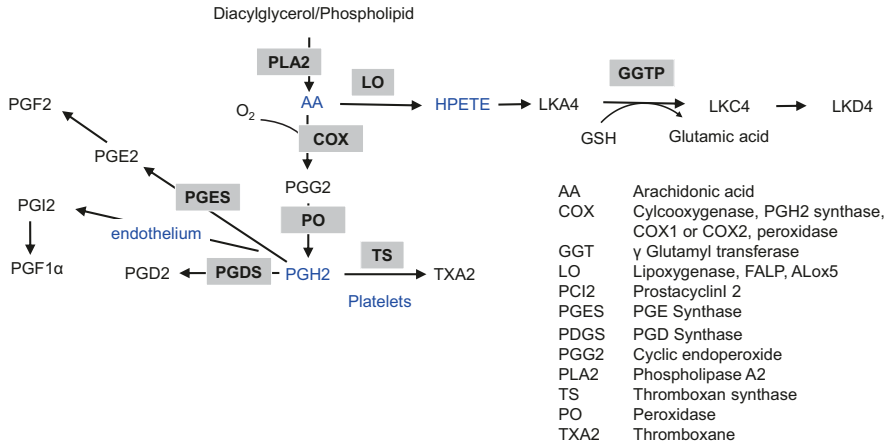 Diacylglycerol/Phospholipid
PLA2
LO
GGTP
AA
HPETE
LKA4
LKC4
LKD4
O2
COX
GSH
Glutamic acid
PGF2
PGE2
PGES
PGG2
PGI2
endothelium
PO
PGF1α
PGD2
PGDS
PGH2
TS
TXA2
Platelets
AA Arachidonic acid
COX Cylcooxygenase, PGH2 synthase,
COX1 or COX2, peroxidase
GGT γ Glutamyl transferase
LO Lipoxygenase, FALP, ALox5
PCI2 ProstacyclinI 2
PGES PGE Synthase
PDGS PGD Synthase
PGG2 Cyclic endoperoxide
PLA2 Phospholipase A2
TS Thromboxan synthase
PO Peroxidase
TXA2 Thromboxane